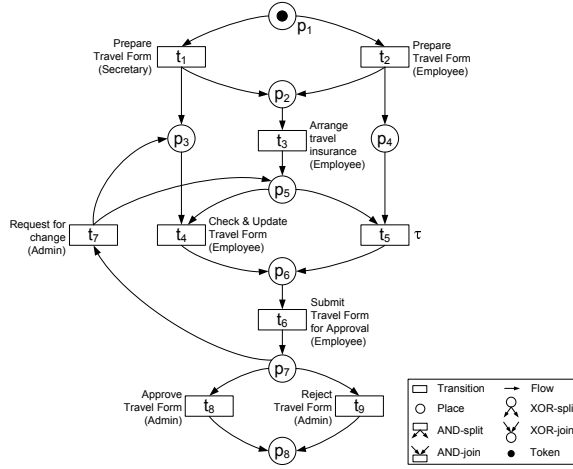 p1
Prepare
Travel Form
(Secretary)
t1
t2
Prepare
Travel Form
(Employee)
p2
p3
t3
Arrange
travel
insurance
(Employee)
p4
p5
Request for
change
(Admin)
t7
t4
Check & Update
Travel Form
(Employee)
t5
τ
p6
t6
Submit
Travel Form
for Approval
(Employee)
p7
Approve
Travel Form
(Admin)
t8
Reject
Travel Form
(Admin)
t9
p8
Transition
Flow
Place
XOR-split
AND-split
XOR-join
AND-join
Token